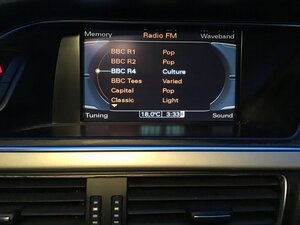 Memory Radio FM Waveband
BBC R1 Pop
BBC R2 Pop
BBC R4 Culture
BBC Tees Varied
Capital Pop
Classic Light
Tuning 18,0°C 3:33 Sound